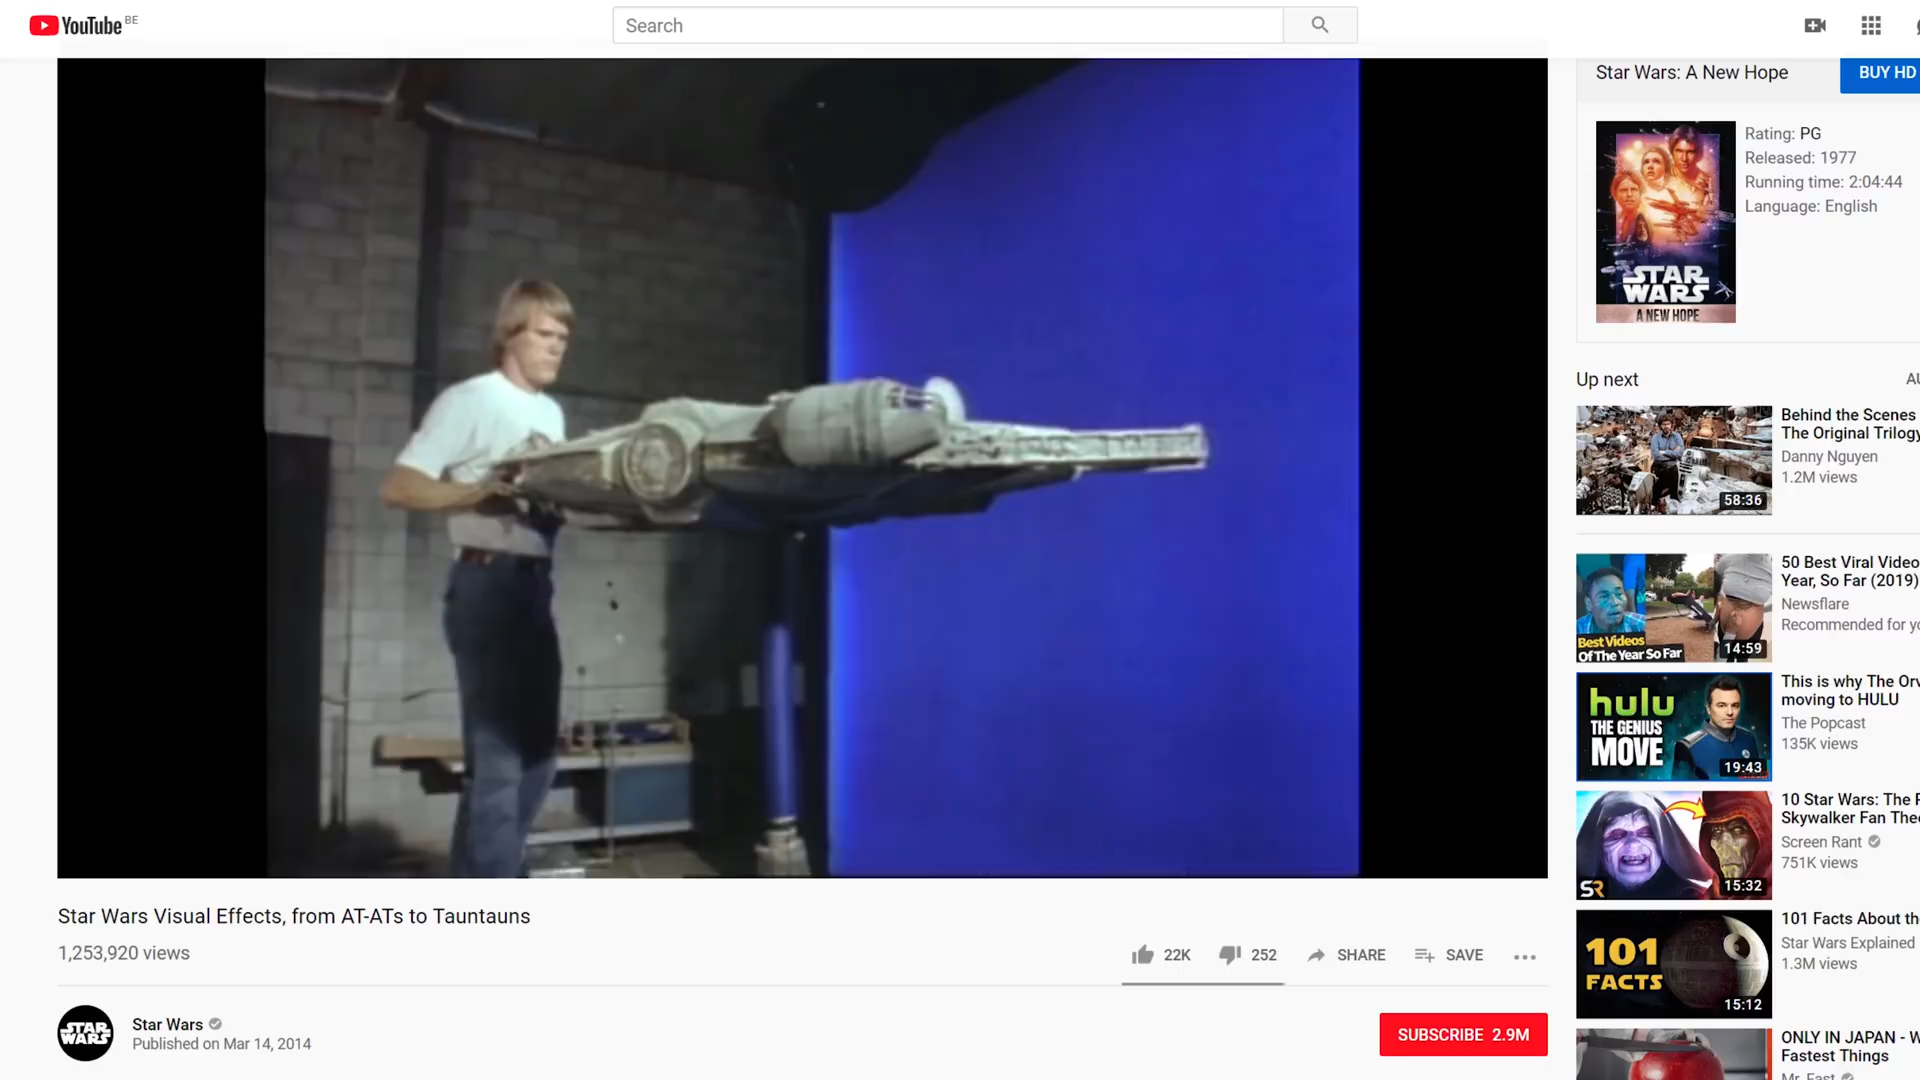 YouTube BE
Search
Star Wars: A New Hope
BUY HD
Rating: PG
Released: 1977
Running time: 2:04:44
Language: English
STAR
WARS
A NEW HOPE
Up next
Behind the Scenes
The Original Trilogy
Danny Nguyen
1.2M views
58:36
50 Best Viral Video
Year, So Far (2019)
Newsflare
Recommended for
Best Videos
Of The Year So Far
14:59
This is why The
moving to HULU
The Popcast
135K views
hulu
THE GENIUS
MOVE
19:43
10 Star Wars: The
Skywalker Fan
Screen Rant
751K views
SR
15:32
101 Facts About
Star Wars Explained
1.3M views
101
FACTS
15:12
ONLY IN JAPAN -
Fastest Things
Star Wars Visual Effects, from AT-ATs to Tauntauns
1,253,920 views
22K
252
SHARE
SAVE
STAR
WARS
Star Wars
Published on Mar 14, 2014
SUBSCRIBE 2.9M